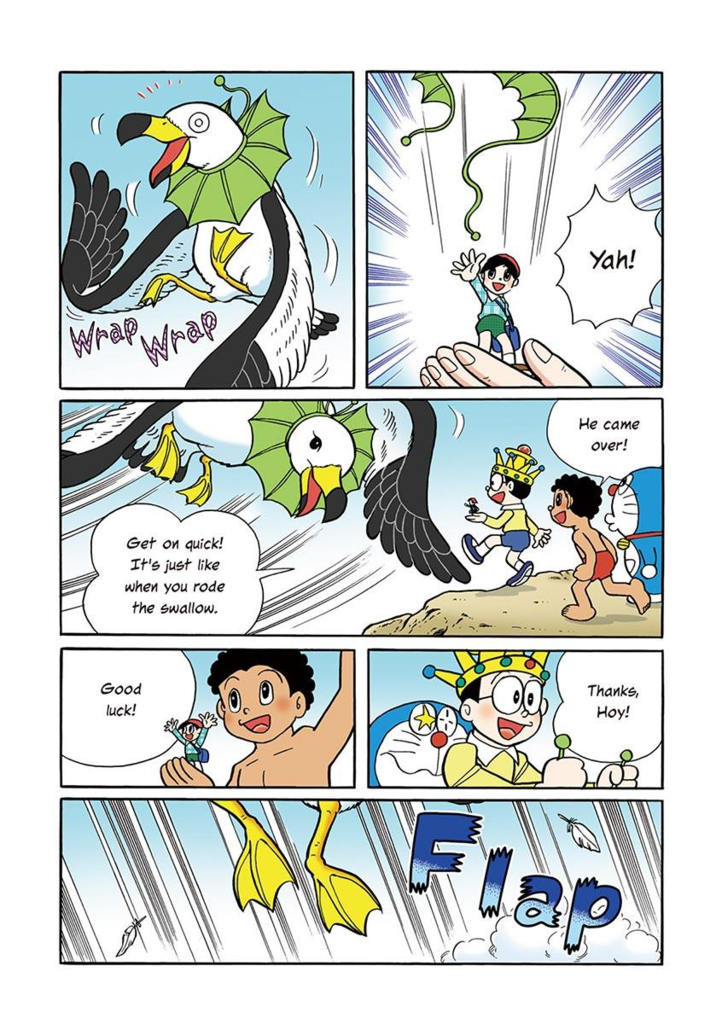 Wrap Wrap
Yah!
He came
over!
Get on quick!
It's just like
when you rode
the swallow.
Good
luck!
Thanks,
Hoy!
Flap